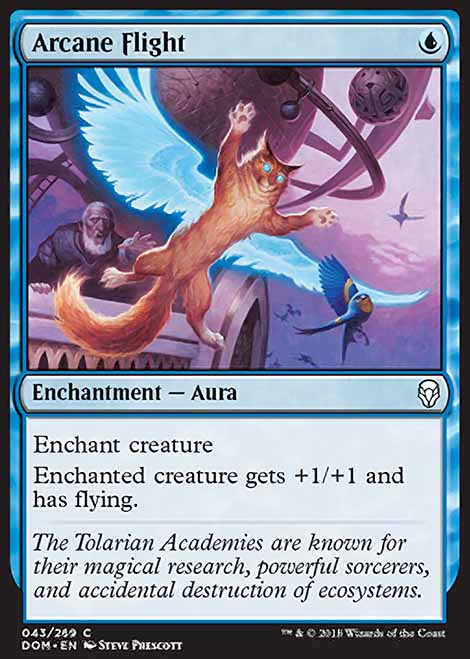 Arcane Flight
Enchantment — Aura
Enchant creature
Enchanted creature gets +1/+1 and
has flying.
The Tolarian Academies are known for
their magical research, powerful sorcerers,
and accidental destruction of ecosystems.
043/269 C
DOM • EN Steve Prescott
™ & © 2018 Wizards of the Coast